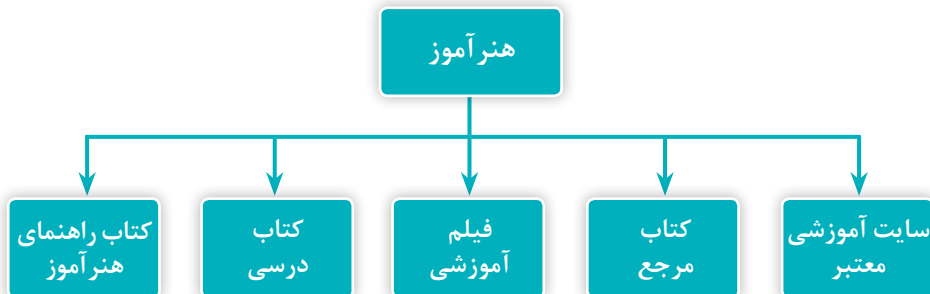 هنرآموز
سایت آموزشی
معتبر
کتاب
مرجع
فیلم
آموزشی
کتاب
درسی
کتاب راهنمای
هنرآموز